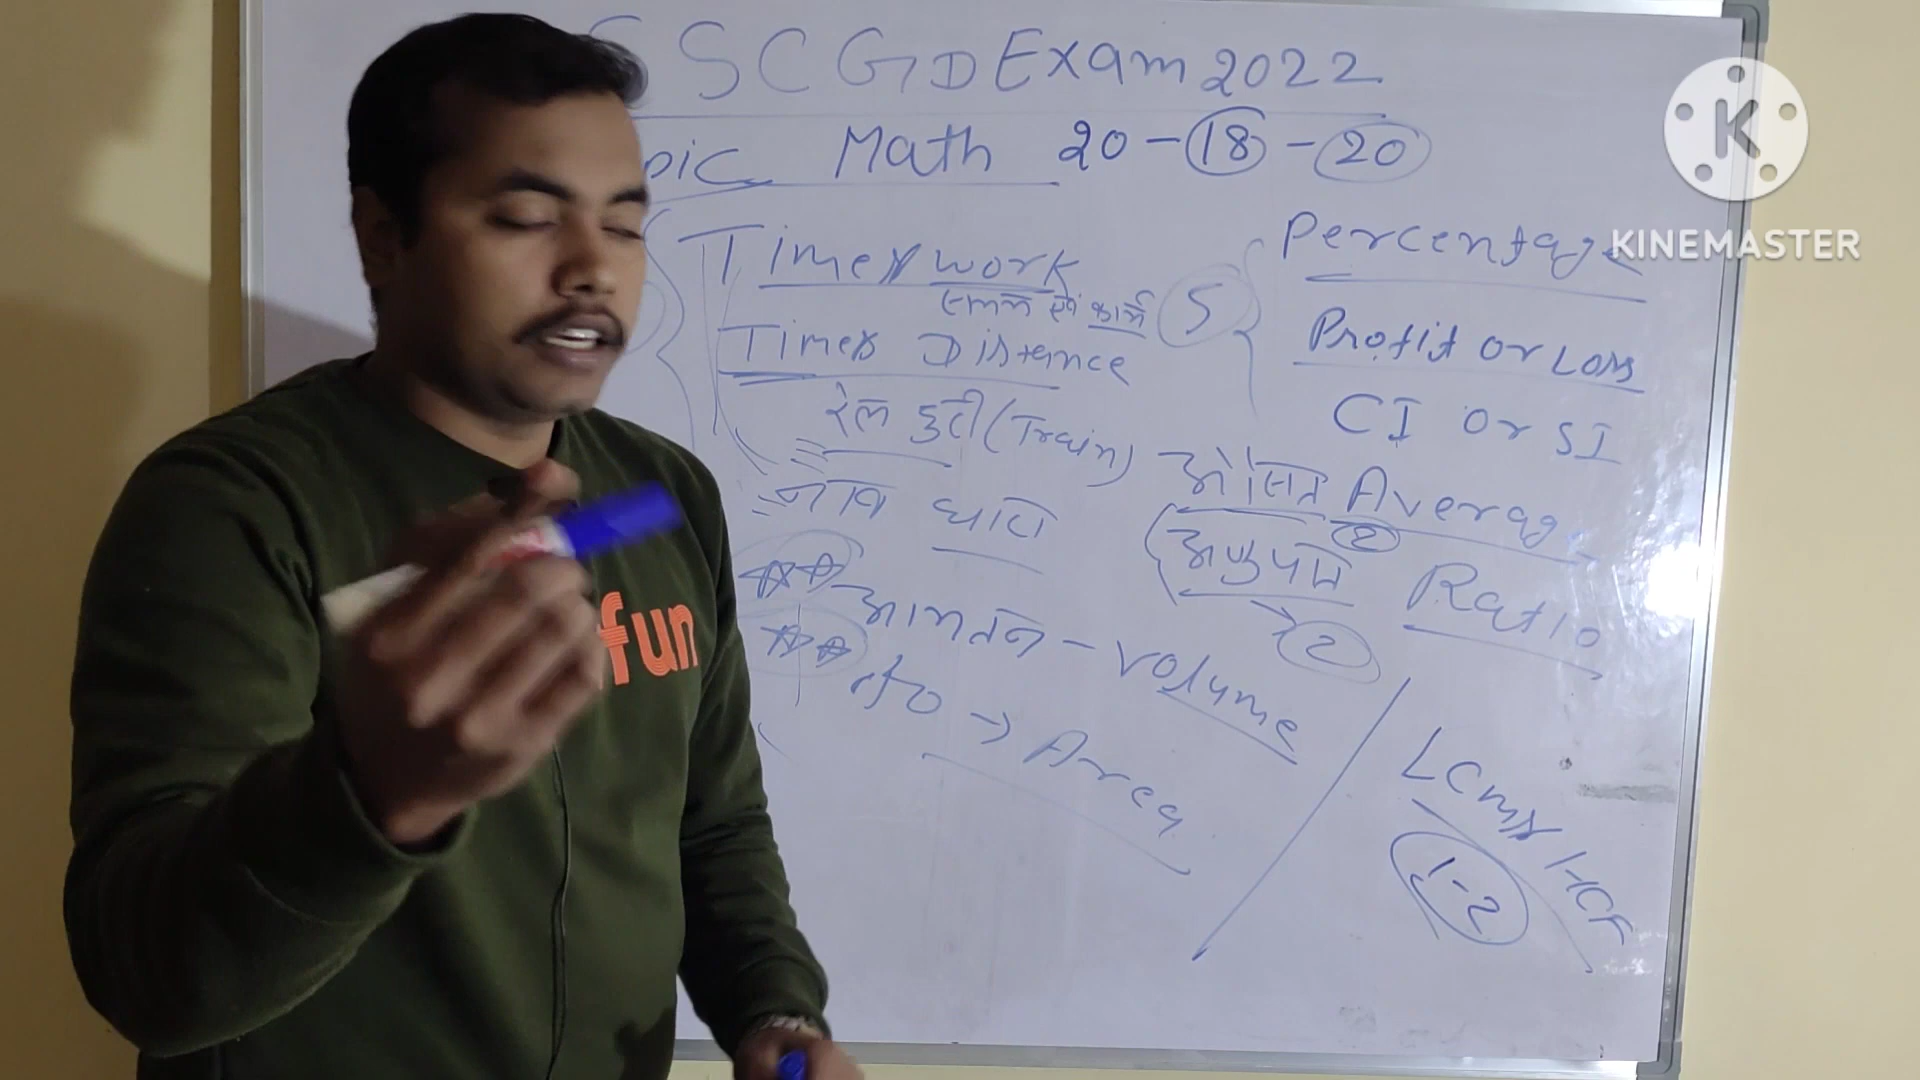 SSC GD Exam 2022
pic Math 20-18-20
Time & work
समय एवं कार्य
Time & Distance
रेल दुरी (Train)
नाव धारा
आयतन - volume
क्षे० → Area
5
Percentage
Profit or Loss
CI or SI
औसत Average
2
अनुपात Ratio
2
LCM & HCF
1-2
fun
K
KINEMASTER